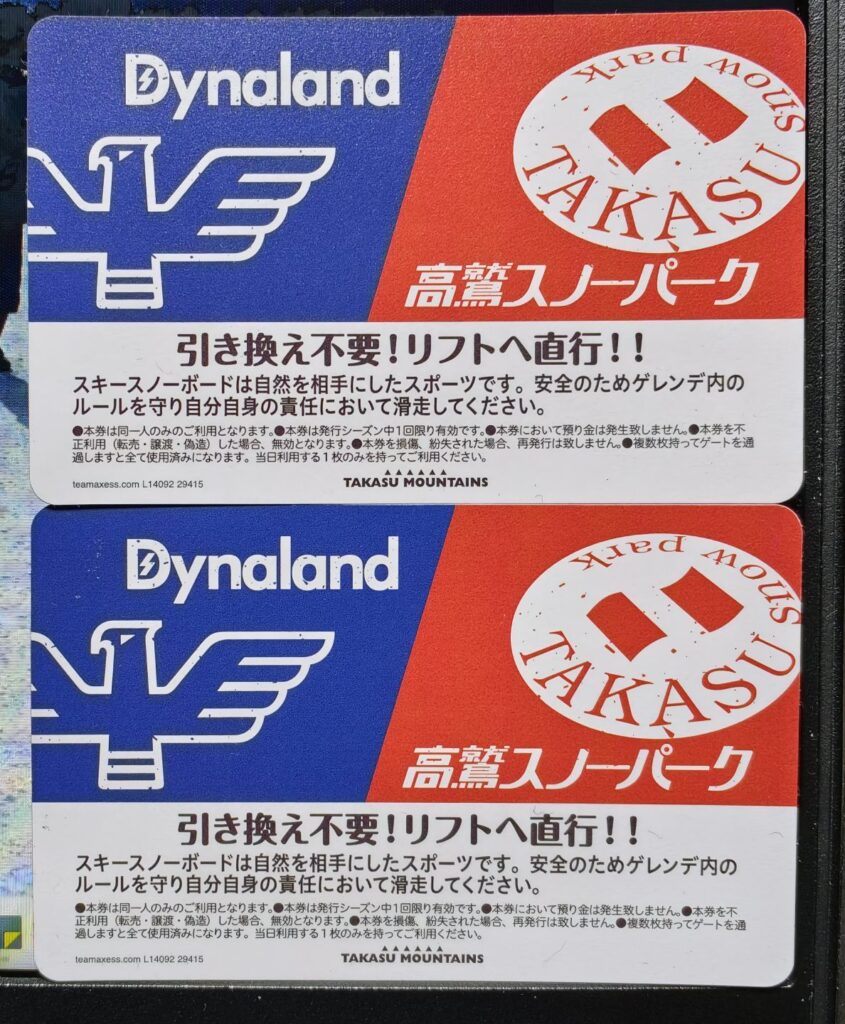 Dynaland
snow park
TAKASU
高鷲スノーパーク
引き換え不要！リフトへ直行！！
スキースノーボードは自然を相手にしたスポーツです。安全のためゲレンデ内の
ルールを守り自分自身の責任において滑走してください。
●本券は同一人のみのご利用となります。●本券は発行シーズン中1回限り有効です。●本券において預り金は発生致しません。●本券を不
正利用（転売・譲渡・偽造）した場合、無効となります。●本券を損傷、紛失された場合、再発行は致しません。●複数枚持ってゲートを通
過しますと全て使用済みになります。当日利用する1枚のみを持ってご利用ください。
teamaxess.com L14092 29415
TAKASU MOUNTAINS
Dynaland
snow park
TAKASU
高鷲スノーパーク
引き換え不要！リフトへ直行！！
スキースノーボードは自然を相手にしたスポーツです。安全のためゲレンデ内の
ルールを守り自分自身の責任において滑走してください。
●本券は同一人のみのご利用となります。●本券は発行シーズン中1回限り有効です。●本券において預り金は発生致しません。●本券を不
正利用（転売・譲渡・偽造）した場合、無効となります。●本券を損傷、紛失された場合、再発行は致しません。●複数枚持ってゲートを通
過しますと全て使用済みになります。当日利用する1枚のみを持ってご利用ください。
teamaxess.com L14092 29415
TAKASU MOUNTAINS